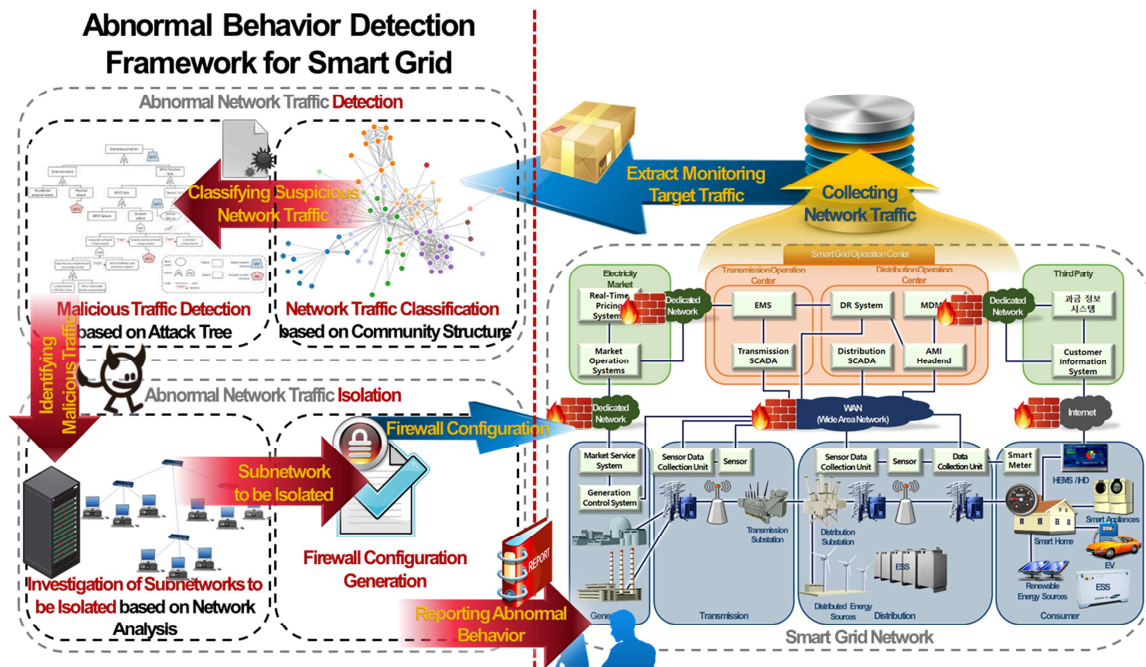 Abnormal Behavior Detection
Framework for Smart Grid
Abnormal Network Traffic Detection
Classifying Suspicious
Network Traffic
Malicious Traffic Detection
based on Attack Tree
Network Traffic Classification
based on Community Structure
Identifying
Malicious Traffic
Abnormal Network Traffic Isolation
Subnetwork
to be Isolated
Investigation of Subnetworks to
be Isolated based on Network
Analysis
Firewall Configuration
Firewall Configuration
Generation
REPORT
Reporting Abnormal
Behavior
Extract Monitoring
Target Traffic
Collecting
Network Traffic
Smart Grid Operation Center
Electricity
Market
Real-Time
Pricing
System
Market
Operation
Systems
Dedicated
Network
Transmission Operation
Center
EMS
Transmission
SCADA
Distribution Operation
Center
DR System
MDMS
Distribution
SCADA
AMI
Headend
Dedicated
Network
Third Party
과금 정보
시스템
Customer
Information
System
Dedicated
Network
WAN
(Wide Area Network)
Internet
Market Service
System
Generation
Control System
Sensor Data
Collection Unit
Sensor
Transmission
Substation
Transmission
Sensor Data
Collection Unit
Sensor
Data
Collection Unit
Distribution
Substation
ESS
Distributed Energy
Sources
Distribution
Smart
Meter
HEMS / IHD
Smart Appliances
Smart Home
EV
Renewable
Energy Sources
ESS
Consumer
Smart Grid Network